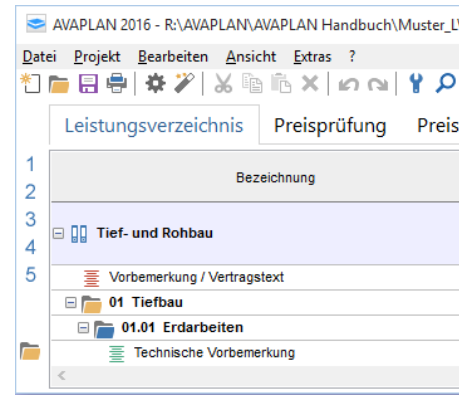 AVAPLAN 2016 - R:\AVAPLAN\AVAPLAN Handbuch\Muster_L
Datei Projekt Bearbeiten Ansicht Extras ?
Leistungsverzeichnis Preisprüfung Preis
1
Bezeichnung
2
3
Tief- und Rohbau
4
5
Vorbemerkung / Vertragstext
01 Tiefbau
01.01 Erdarbeiten
Technische Vorbemerkung